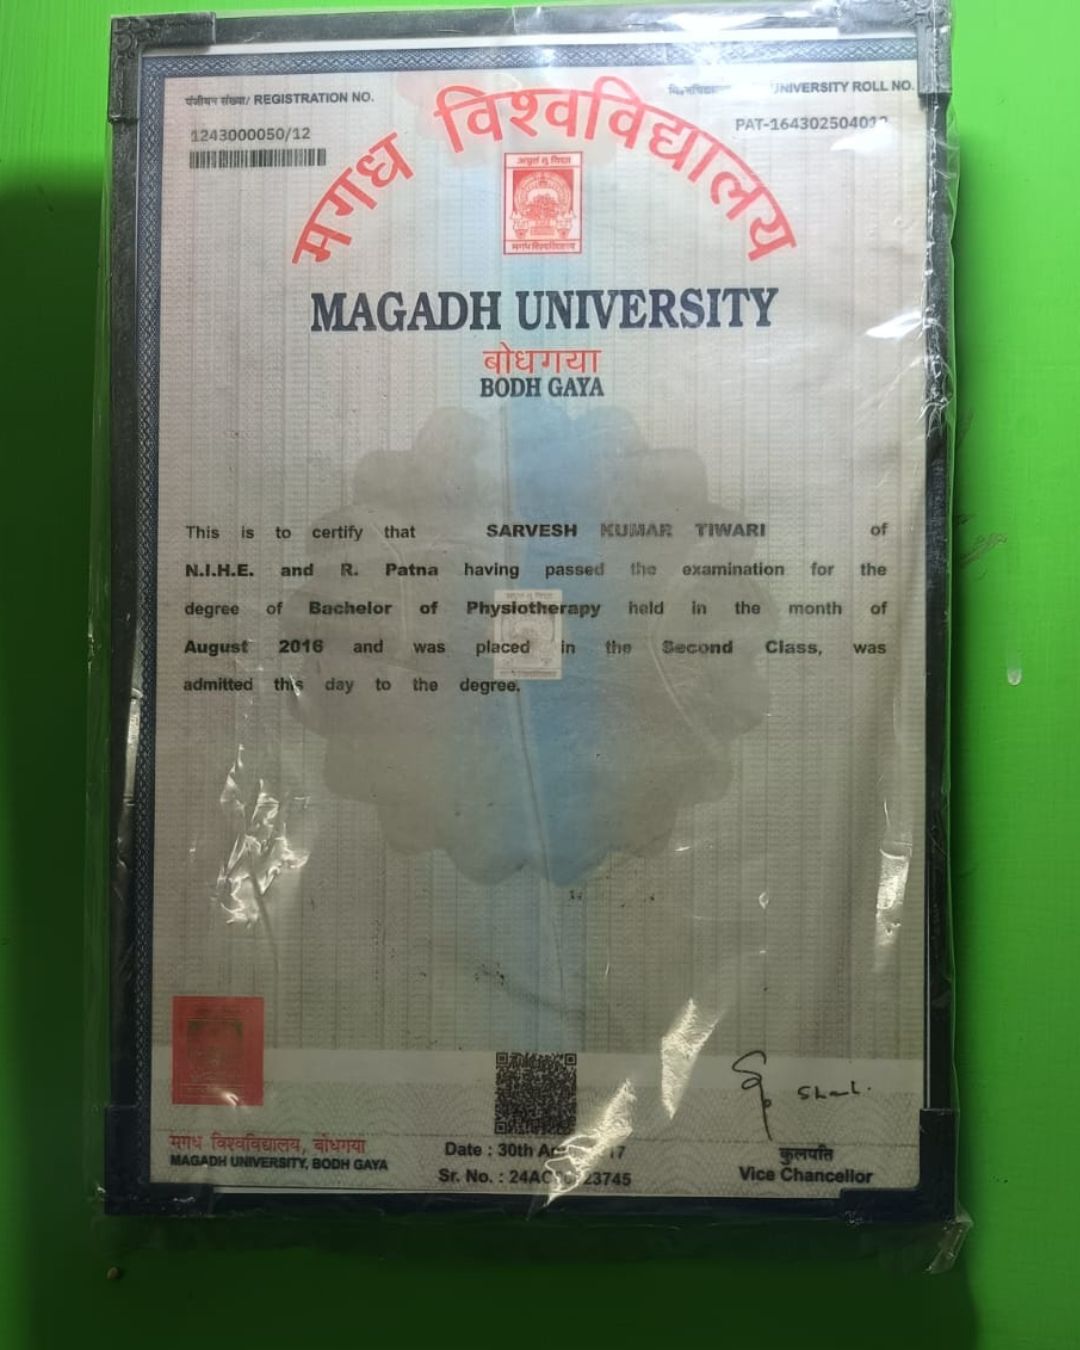 पंजीयन संख्या/ REGISTRATION NO.
1243000050/12
UNIVERSITY ROLL NO.
मगध विश्वविद्यालय
MAGADH UNIVERSITY
बोधगया
BODH GAYA
This is to certify that SARVESH KUMAR TIWARI of
N.I.H.E. and R. Patna having passed the examination for the
degree of Bachelor of Physiotherapy held in the month of
August 2016 and was placed in the Second Class, was
admitted this day to the degree.
मगध विश्वविद्यालय, बोधगया
MAGADH UNIVERSITY, BODH GAYA
Date : 30th
Sr. No. :
कुलपति
Vice Chancellor